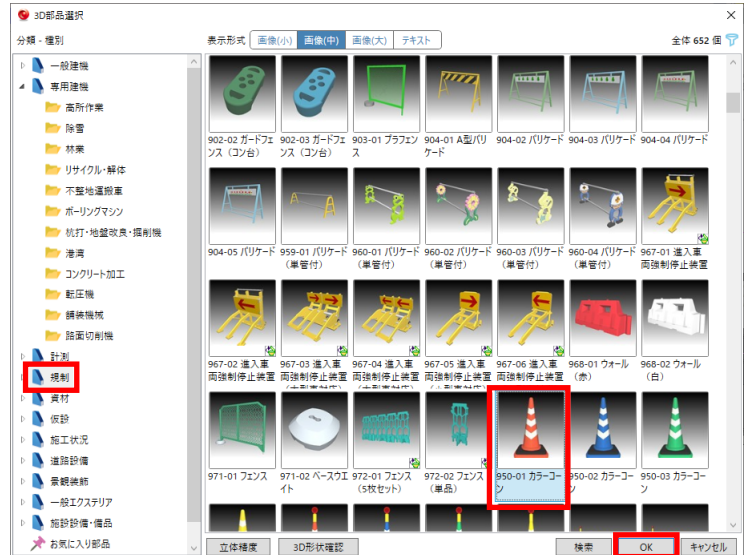 3D部品選択
分類 - 種別
表示形式 画像(小) 画像(中) 画像(大) テキスト
全体 652 個
一般建機
専用建機
高所作業
除雪
林業
リサイクル・解体
不整地運搬車
ボーリングマシン
杭打・地盤改良・掘削機
港湾
コンクリート加工
転圧機
舗装機械
路面切削機
計測
規制
資材
仮設
施工状況
道路設備
景観装飾
一般エクステリア
施設設備・備品
お気に入り部品
902-02 ガードフェ
ンス（コン台）
902-03 ガードフェ
ンス（コン台）
903-01 プラフェン
ス
904-01 A型バリ
ケード
904-02 バリケード
904-03 バリケード
904-04 バリケード
904-05 バリケード
959-01 バリケード
（単管付）
960-01 バリケード
（単管付）
960-02 バリケード
（単管付）
960-03 バリケード
（単管付）
960-04 バリケード
（単管付）
967-01 進入車
両強制停止装置
967-02 進入車
両強制停止装置
967-03 進入車
両強制停止装置
967-04 進入車
両強制停止装置
967-05 進入車
両強制停止装置
967-06 進入車
両強制停止装置
968-01 ウォール
（赤）
968-02 ウォール
（白）
971-01 フェンス
971-02 ベースウエ
イト
972-01 フェンス
（5枚セット）
972-02 フェンス
（単品）
950-01 カラーコー
ン
950-02 カラーコー
ン
950-03 カラーコー
ン
立体精度
3D形状確認
検索
OK
キャンセル